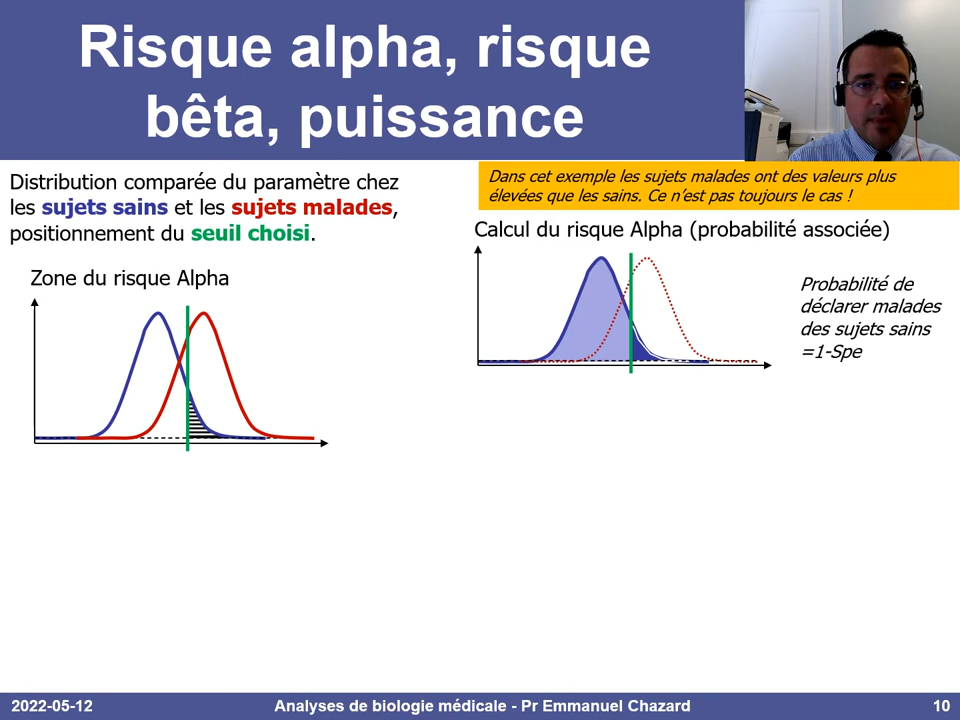 Risque alpha, risque
bêta, puissance
Distribution comparée du paramètre chez
les sujets sains et les sujets malades,
positionnement du seuil choisi.
Zone du risque Alpha
Dans cet exemple les sujets malades ont des valeurs plus
élevées que les sains. Ce n'est pas toujours le cas !
Calcul du risque Alpha (probabilité associée)
Probabilité de
déclarer malades
des sujets sains
=1-Spe
2022-05-12
Analyses de biologie médicale - Pr Emmanuel Chazard
10